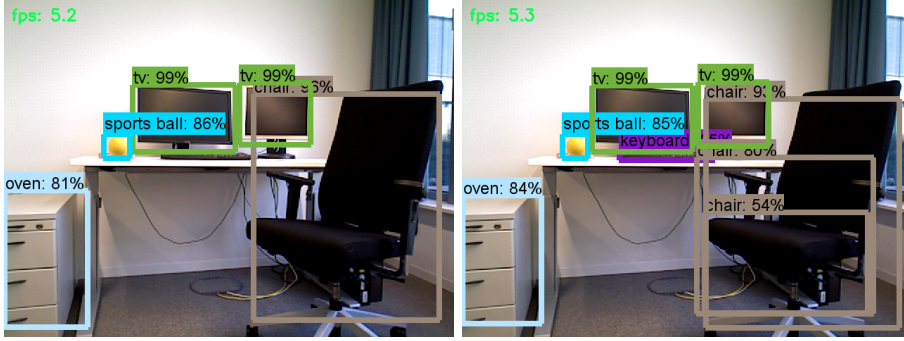 fps: 5.2
tv: 99%
tv: 99%
chair: 96%
sports ball: 86%
oven: 81%
fps: 5.3
tv: 99%
tv: 99%
chair: 93%
sports ball: 85%
keyboard
chair: 80%
oven: 84%
chair: 54%